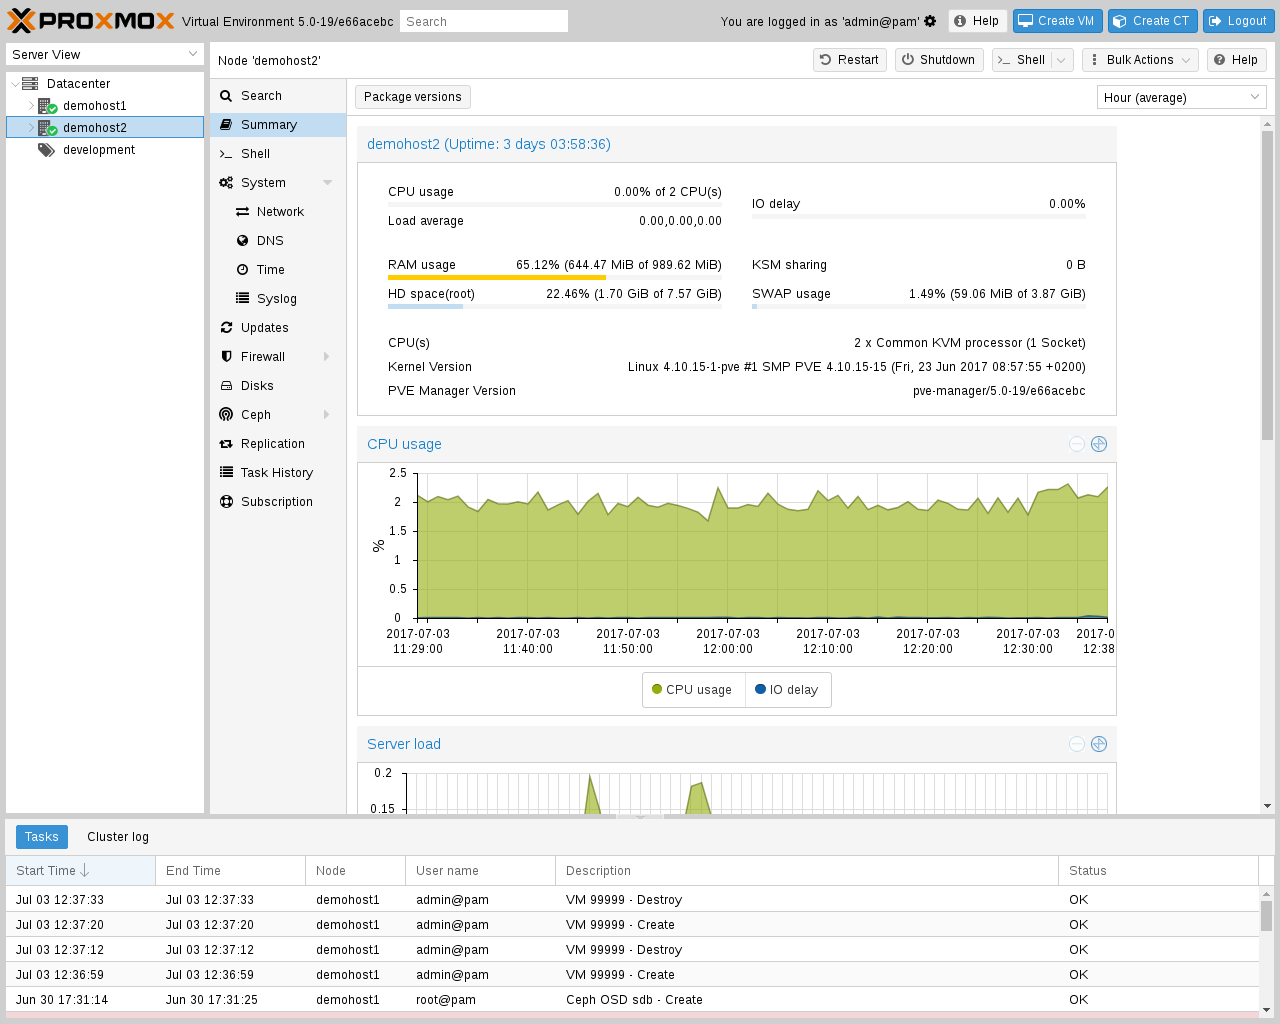 PROXMOX Virtual Environment 5.0-19/e66acebc Search You are logged in as 'admin@pam' Help Create VM Create CT Logout
Server View
Datacenter
demohost1
demohost2
development
Node 'demohost2' Restart Shutdown Shell Bulk Actions Help
Search
Summary
Shell
System
Network
DNS
Time
Syslog
Updates
Firewall
Disks
Ceph
Replication
Task History
Subscription
Package versions Hour (average)
demohost2 (Uptime: 3 days 03:58:36)
CPU usage 0.00% of 2 CPU(s)
IO delay 0.00%
Load average 0.00,0.00,0.00
RAM usage 65.12% (644.47 MiB of 989.62 MiB) KSM sharing 0 B
HD space(root) 22.46% (1.70 GiB of 7.57 GiB) SWAP usage 1.49% (59.06 MiB of 3.87 GiB)
CPU(s) 2 x Common KVM processor (1 Socket)
Kernel Version Linux 4.10.15-1-pve #1 SMP PVE 4.10.15-15 (Fri, 23 Jun 2017 08:57:55 +0200)
PVE Manager Version pve-manager/5.0-19/e66acebc
CPU usage
2.5
2
1.5
%
1
0.5
0
2017-07-03 2017-07-03 2017-07-03 2017-07-03 2017-07-03 2017-07-03 2017-07-03 2017-0
11:29:00 11:40:00 11:50:00 12:00:00 12:10:00 12:20:00 12:30:00 12:38
CPU usage IO delay
Server load
0.2
0.15
Tasks Cluster log
Start Time End Time Node User name Description Status
Jul 03 12:37:33 Jul 03 12:37:33 demohost1 admin@pam VM 99999 - Destroy OK
Jul 03 12:37:20 Jul 03 12:37:20 demohost1 admin@pam VM 99999 - Create OK
Jul 03 12:37:12 Jul 03 12:37:12 demohost1 admin@pam VM 99999 - Destroy OK
Jul 03 12:36:59 Jul 03 12:36:59 demohost1 admin@pam VM 99999 - Create OK
Jun 30 17:31:14 Jun 30 17:31:25 demohost1 root@pam Ceph OSD sdb - Create OK